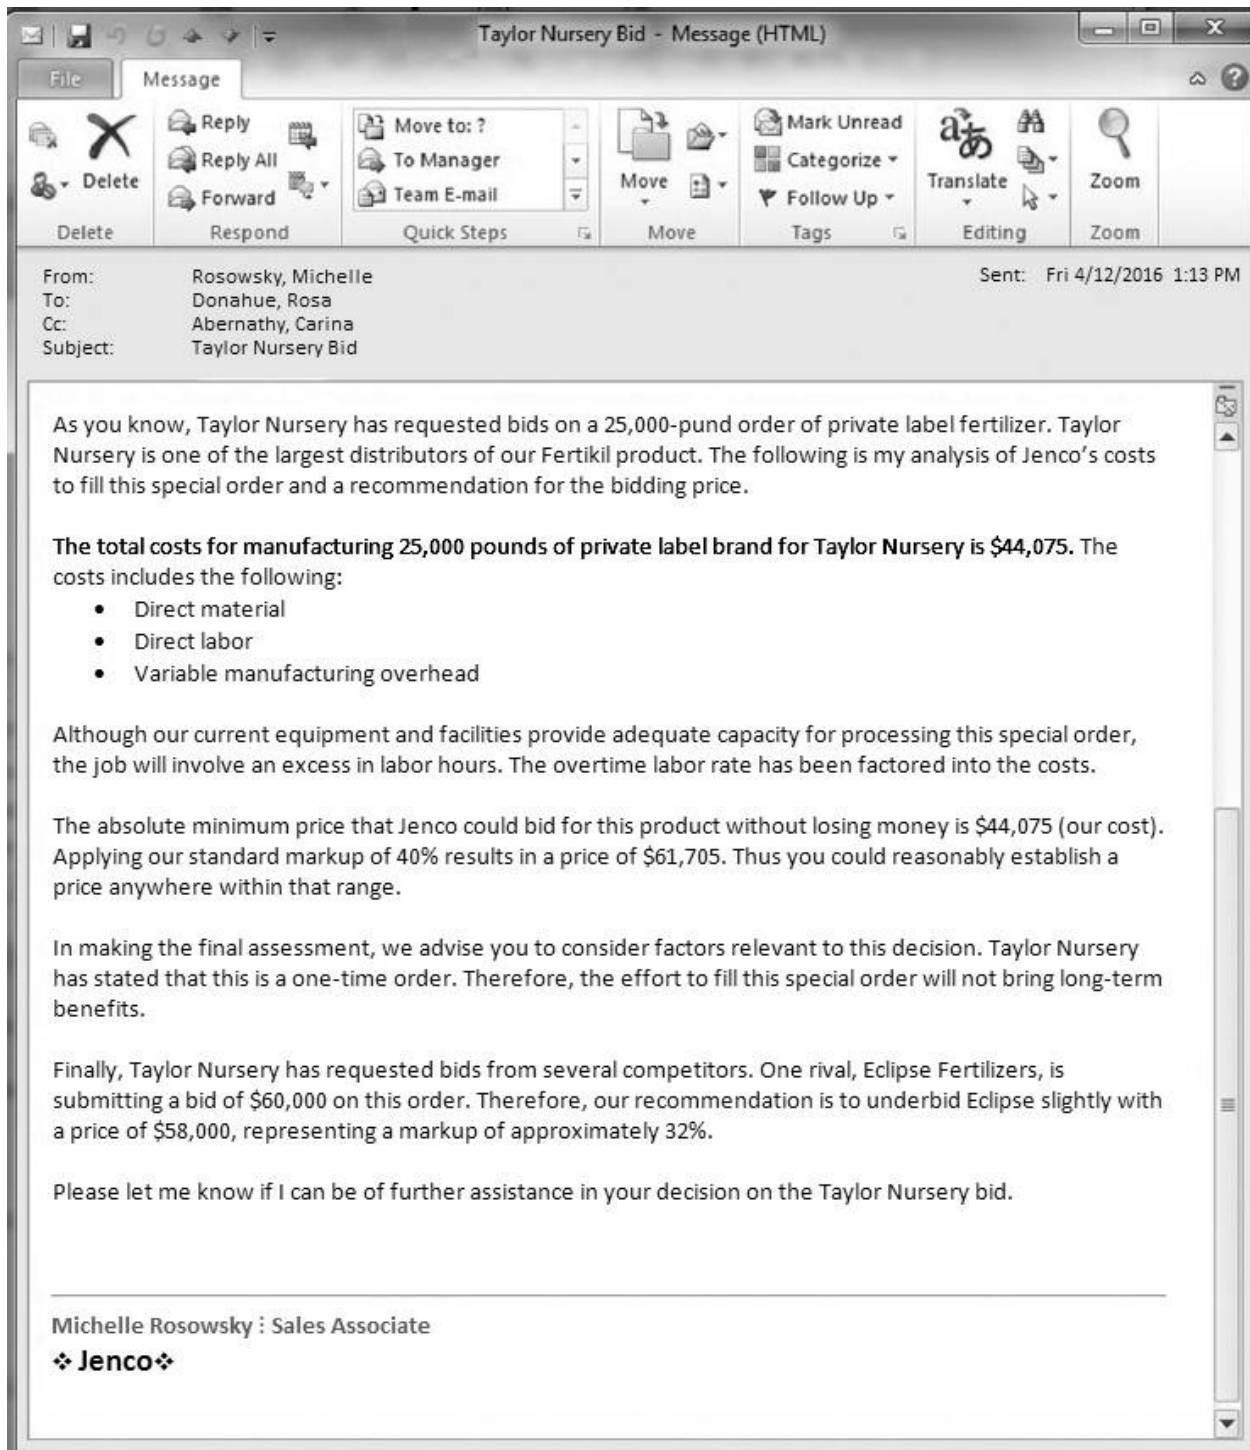 Taylor Nursery Bid - Message (HTML)
File Message
Reply Move to: ? Mark Unread
Reply All To Manager Categorize
Delete Forward Team E-mail Move Follow Up Translate Zoom
Delete Respond Quick Steps Move Tags Editing Zoom
From: Rosowsky, Michelle Sent: Fri 4/12/2016 1:13 PM
To: Donahue, Rosa
Cc: Abernathy, Carina
Subject: Taylor Nursery Bid
As you know, Taylor Nursery has requested bids on a 25,000-pund order of private label fertilizer. Taylor
Nursery is one of the largest distributors of our Fertikil product. The following is my analysis of Jenco's costs
to fill this special order and a recommendation for the bidding price.
The total costs for manufacturing 25,000 pounds of private label brand for Taylor Nursery is $44,075. The
costs includes the following:
• Direct material
• Direct labor
• Variable manufacturing overhead
Although our current equipment and facilities provide adequate capacity for processing this special order,
the job will involve an excess in labor hours. The overtime labor rate has been factored into the costs.
The absolute minimum price that Jenco could bid for this product without losing money is $44,075 (our cost).
Applying our standard markup of 40% results in a price of $61,705. Thus you could reasonably establish a
price anywhere within that range.
In making the final assessment, we advise you to consider factors relevant to this decision. Taylor Nursery
has stated that this is a one-time order. Therefore, the effort to fill this special order will not bring long-term
benefits.
Finally, Taylor Nursery has requested bids from several competitors. One rival, Eclipse Fertilizers, is
submitting a bid of $60,000 on this order. Therefore, our recommendation is to underbid Eclipse slightly with
a price of $58,000, representing a markup of approximately 32%.
Please let me know if I can be of further assistance in your decision on the Taylor Nursery bid.
Michelle Rosowsky ⁝ Sales Associate
❖ Jenco❖